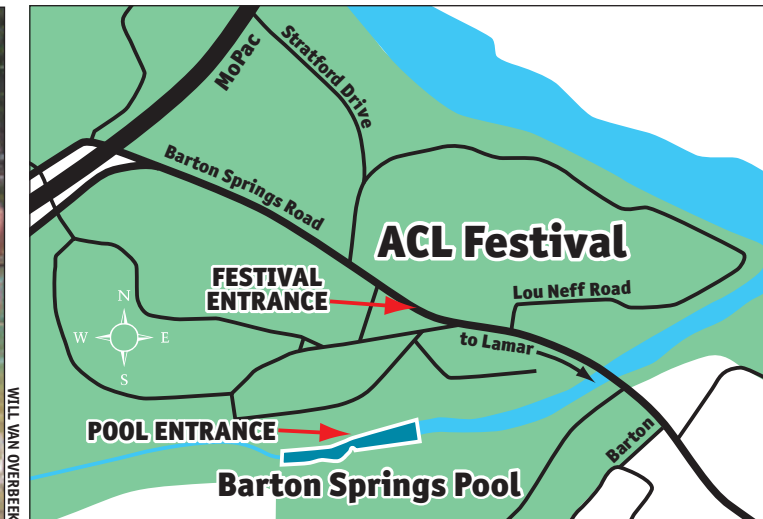 MoPac
Stratford Drive
Barton Springs Road
ACL Festival
FESTIVAL
ENTRANCE
Lou Neff Road
to Lamar
N
W
E
S
POOL ENTRANCE
Barton
Barton Springs Pool
WILL VAN OVERBEEK